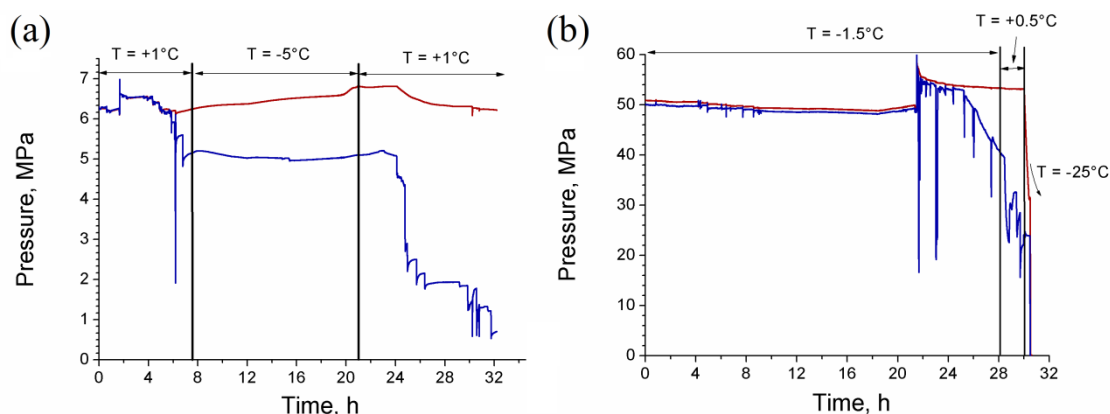 (a)
T = +1°C
T = -5°C
T = +1°C
Pressure, MPa
7
6
5
4
3
2
1
0
0 4 8 12 16 20 24 28 32
Time, h
(b)
T = +0.5°C
T = -1.5°C
Pressure, MPa
60
50
40
30
20
10
0
T = -25°C
0 4 8 12 16 20 24 28 32
Time, h